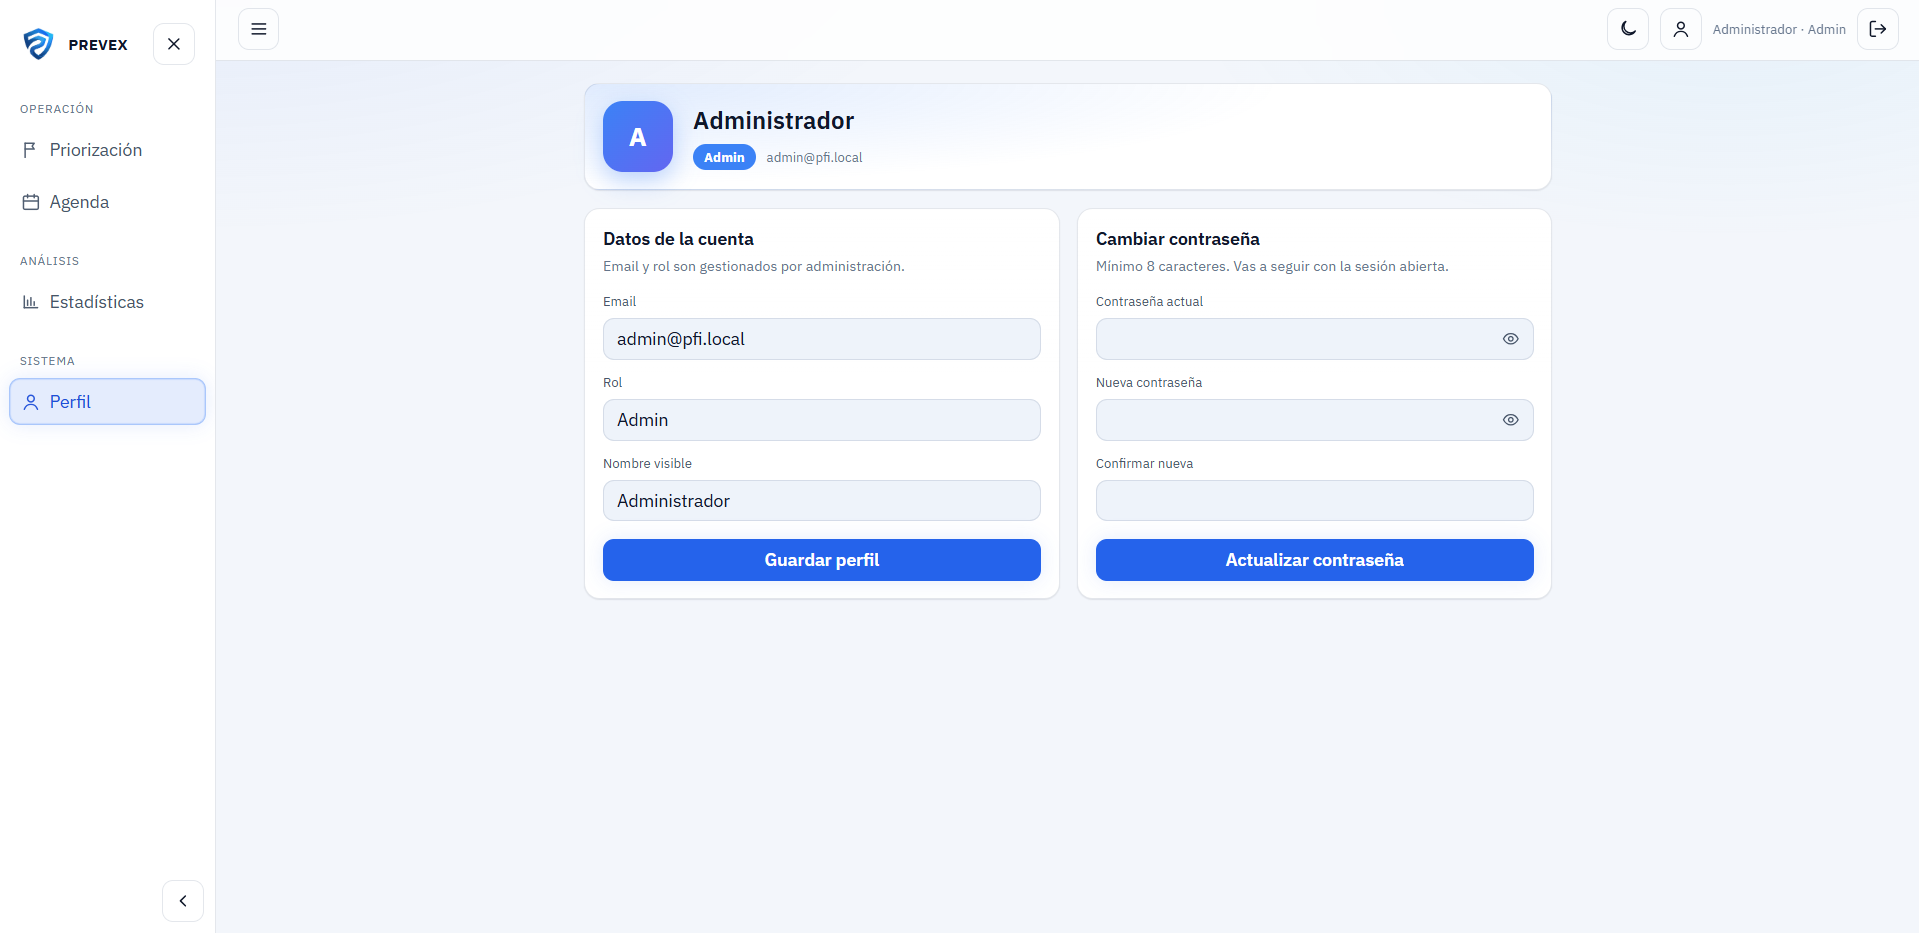 PREVEX
OPERACIÓN
Priorización
Agenda
ANÁLISIS
Estadísticas
SISTEMA
Perfil
Administrador · Admin
A
Administrador
Admin
admin@pfi.local
Datos de la cuenta
Email y rol son gestionados por administración.
Email
admin@pfi.local
Rol
Admin
Nombre visible
Administrador
Guardar perfil
Cambiar contraseña
Mínimo 8 caracteres. Vas a seguir con la sesión abierta.
Contraseña actual
Nueva contraseña
Confirmar nueva
Actualizar contraseña